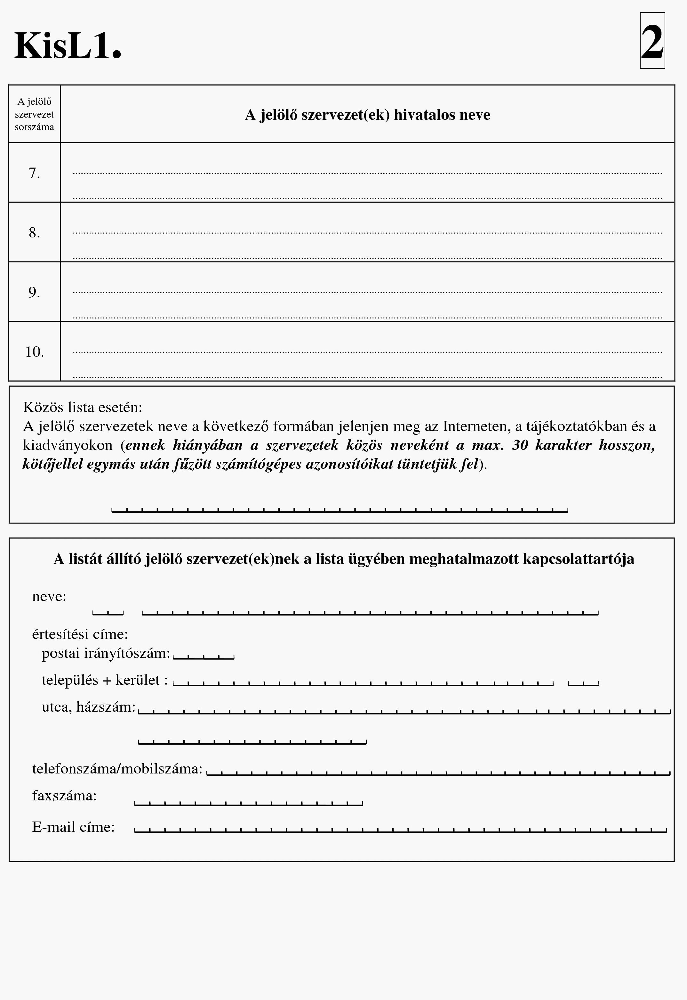 KisL1.
2
A jelölő
szervezet
sorszáma
A jelölő szervezet(ek) hivatalos neve
7.
8.
9.
10.
Közös lista esetén:
A jelölő szervezetek neve a következő formában jelenjen meg az Interneten, a tájékoztatókban és a
kiadványokon (ennek hiányában a szervezetek közös neveként a max. 30 karakter hosszon,
kötőjellel egymás után fűzött számítógépes azonosítóikat tüntetjük fel).
A listát állító jelölő szervezet(ek)nek a lista ügyében meghatalmazott kapcsolattartója
neve:
értesítési címe:
postai irányítószám:
település + kerület :
utca, házszám:
telefonszáma/mobilszáma:
faxszáma:
E-mail címe: